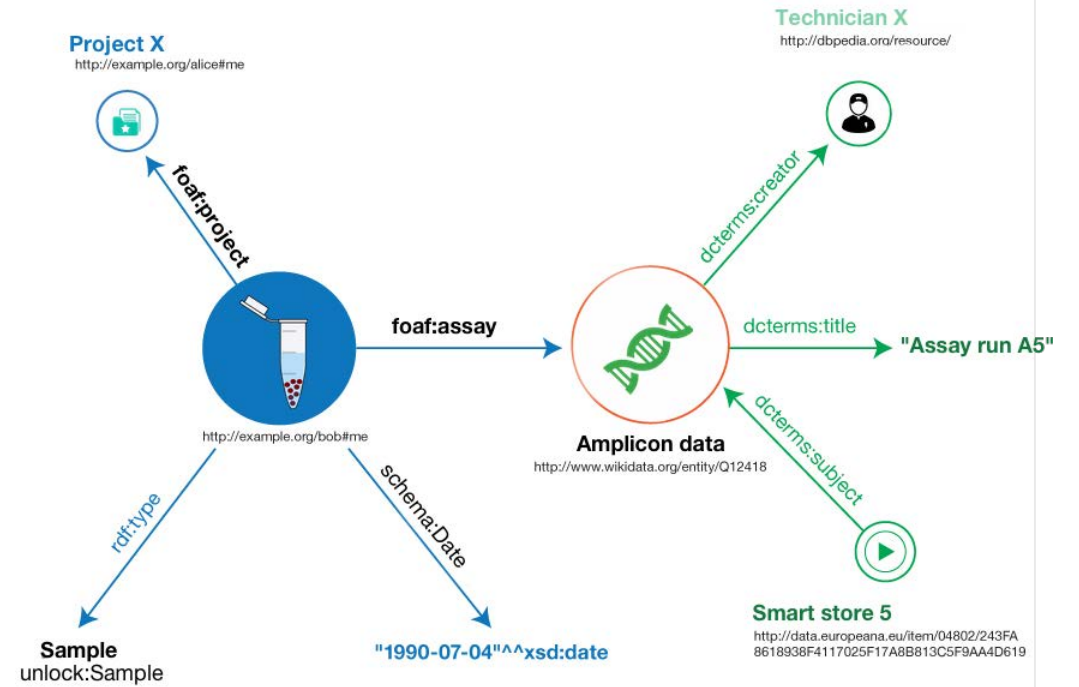 Technician X
http://dbpedia.org/resource/
Project X
http://example.org/alice#me
foaf:project
dcterms:creator
foaf:assay
dcterms:title
"Assay run A5"
http://example.org/bob#me
Amplicon data
http://www.wikidata.org/entity/Q12418
dcterms:subject
rdf:type
schema:Date
Smart store 5
http://data.europeana.eu/item/04802/243FA
8618938F4117025F17A8B813C5F9AA4D619
Sample
unlock:Sample
"1990-07-04"^^xsd:date